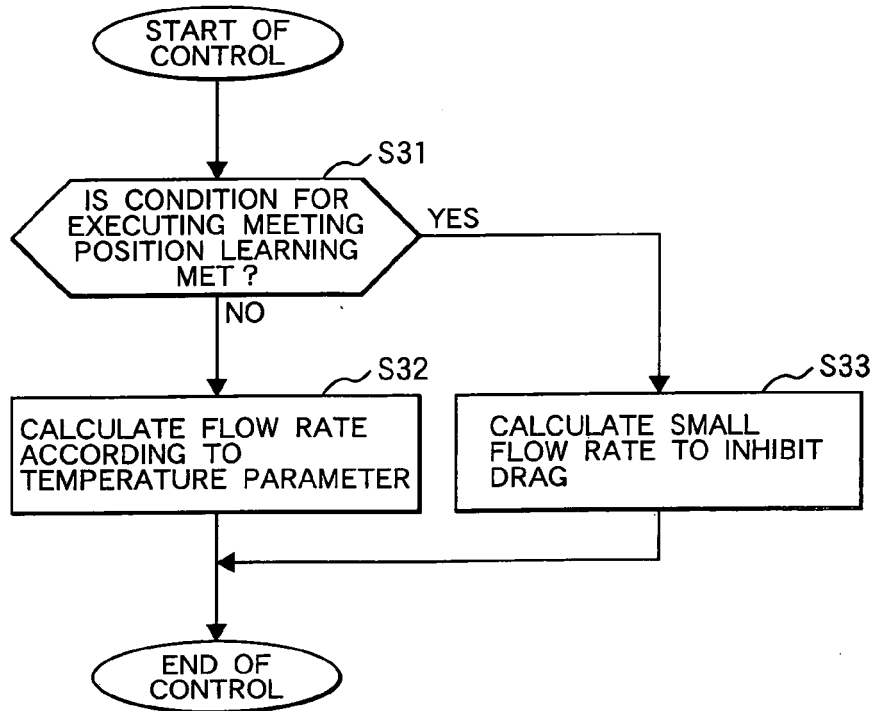 START OF
CONTROL
S31
IS CONDITION FOR
EXECUTING MEETING
POSITION LEARNING
MET?
YES
NO
S32
CALCULATE FLOW RATE
ACCORDING TO
TEMPERATURE PARAMETER
S33
CALCULATE SMALL
FLOW RATE TO INHIBIT
DRAG
END OF
CONTROL